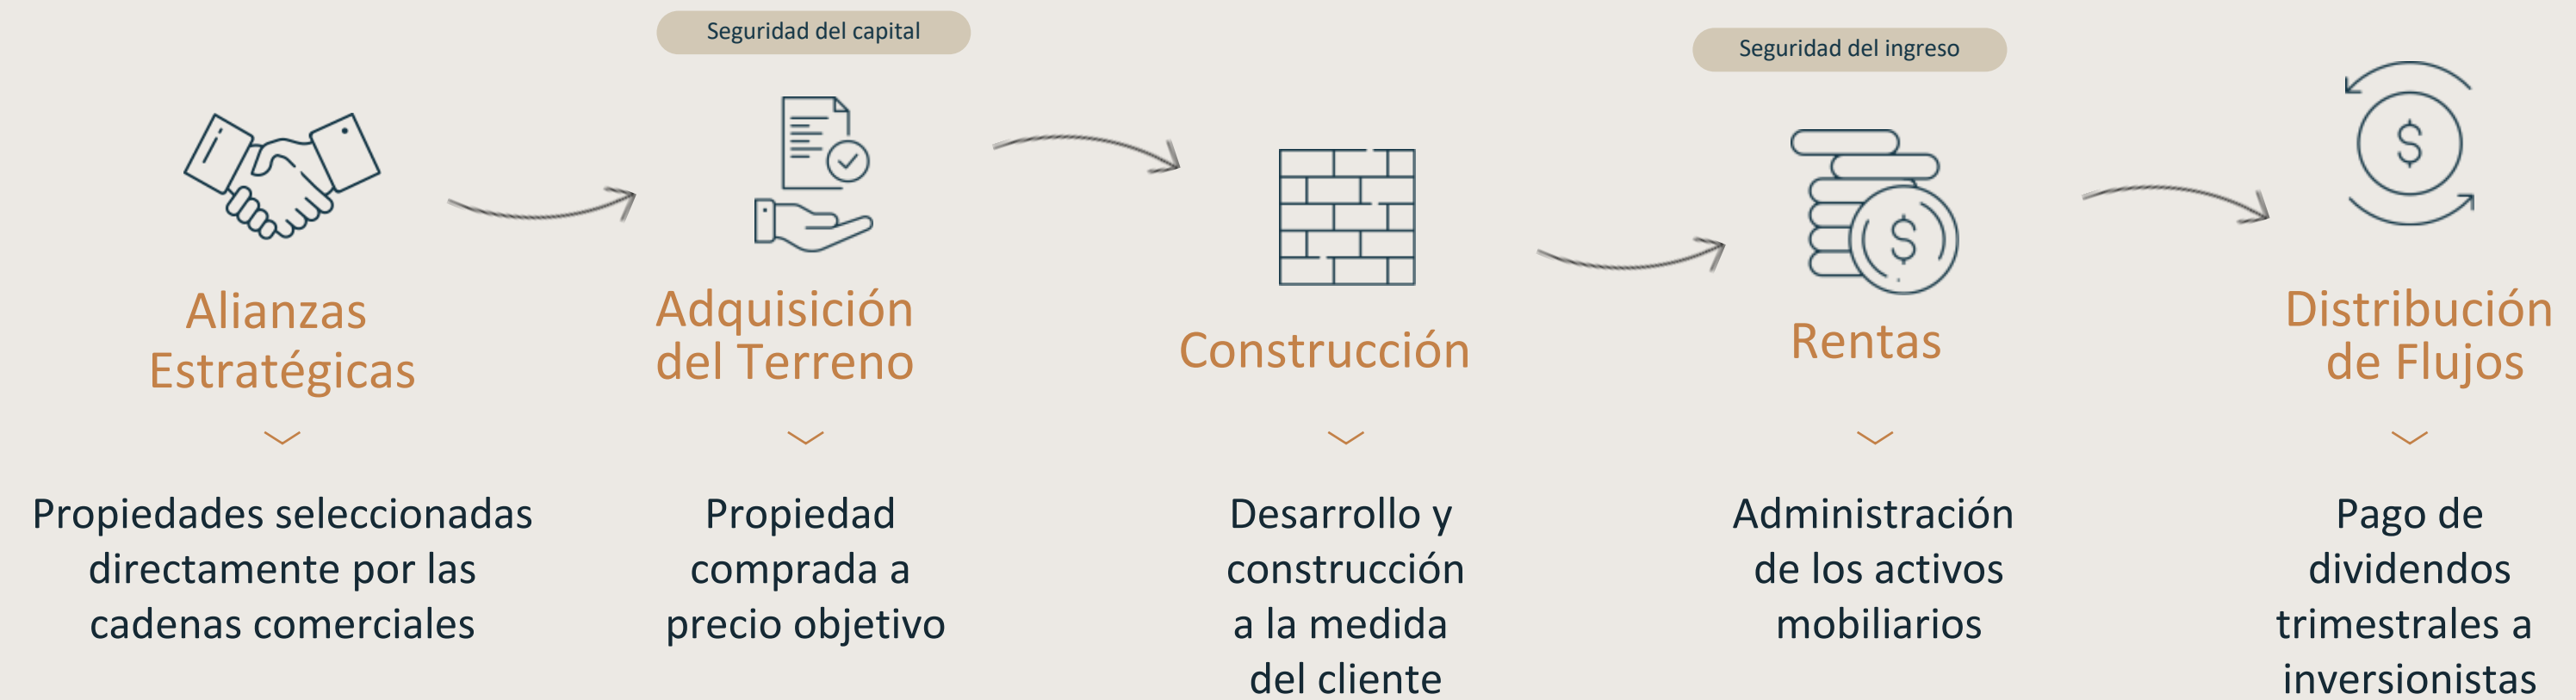 Seguridad del capital
Seguridad del ingreso
Alianzas
Estratégicas
Propiedades seleccionadas
directamente por las
cadenas comerciales
Adquisición
del Terreno
Propiedad
comprada a
precio objetivo
Construcción
Desarrollo y
construcción
a la medida
del cliente
Rentas
Administración
de los activos
mobiliarios
Distribución
de Flujos
Pago de
dividendos
trimestrales a
inversionistas